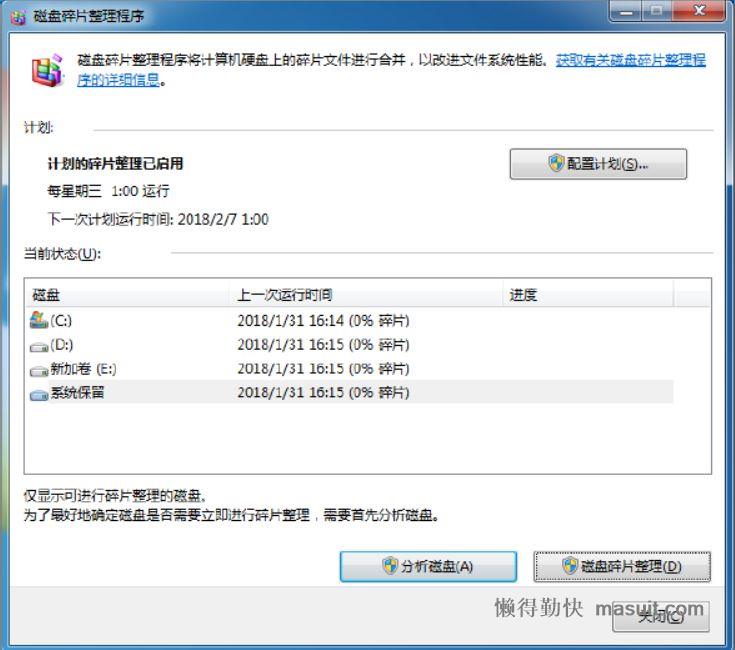 磁盘碎片整理程序
磁盘碎片整理程序将计算机硬盘上的碎片文件进行合并，以改进文件系统性能。获取有关磁盘碎片整理程
序的详细信息。
计划:
计划的碎片整理已启用
配置计划(S)...
每星期三 1:00 运行
下一次计划运行时间: 2018/2/7 1:00
当前状态(U):
磁盘 上一次运行时间 进度
(C:) 2018/1/31 16:14 (0% 碎片)
(D:) 2018/1/31 16:15 (0% 碎片)
新加卷 (E:) 2018/1/31 16:15 (0% 碎片)
系统保留 2018/1/31 16:15 (0% 碎片)
仅显示可进行碎片整理的磁盘。
为了最好地确定磁盘是否需要立即进行碎片整理，需要首先分析磁盘。
分析磁盘(A) 磁盘碎片整理(D)
懒得勤快 masuit.com
关闭(C)